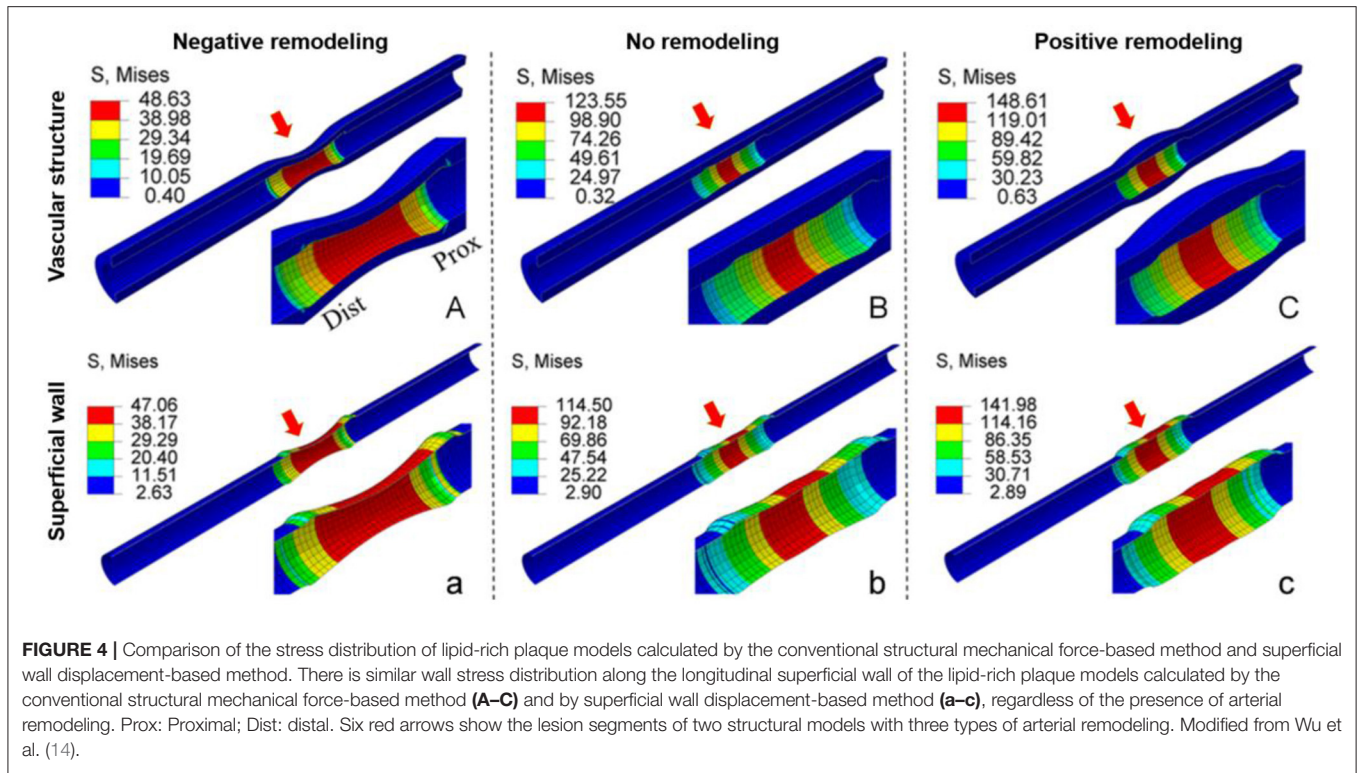 Negative remodeling
No remodeling
Positive remodeling
Vascular structure
S, Mises
48.63
38.98
29.34
19.69
10.05
0.40
Prox
Dist
A
S, Mises
123.55
98.90
74.26
49.61
24.97
0.32
B
S, Mises
148.61
119.01
89.42
59.82
30.23
0.63
C
Superficial wall
S, Mises
47.06
38.17
29.29
20.40
11.51
2.63
a
S, Mises
114.50
92.18
69.86
47.54
25.22
2.90
b
S, Mises
141.98
114.16
86.35
58.53
30.71
2.89
c
FIGURE 4 | Comparison of the stress distribution of lipid-rich plaque models calculated by the conventional structural mechanical force-based method and superficial
wall displacement-based method. There is similar wall stress distribution along the longitudinal superficial wall of the lipid-rich plaque models calculated by the
conventional structural mechanical force-based method (A–C) and by superficial wall displacement-based method (a–c), regardless of the presence of arterial
remodeling. Prox: Proximal; Dist: distal. Six red arrows show the lesion segments of two structural models with three types of arterial remodeling. Modified from Wu et
al. (14).